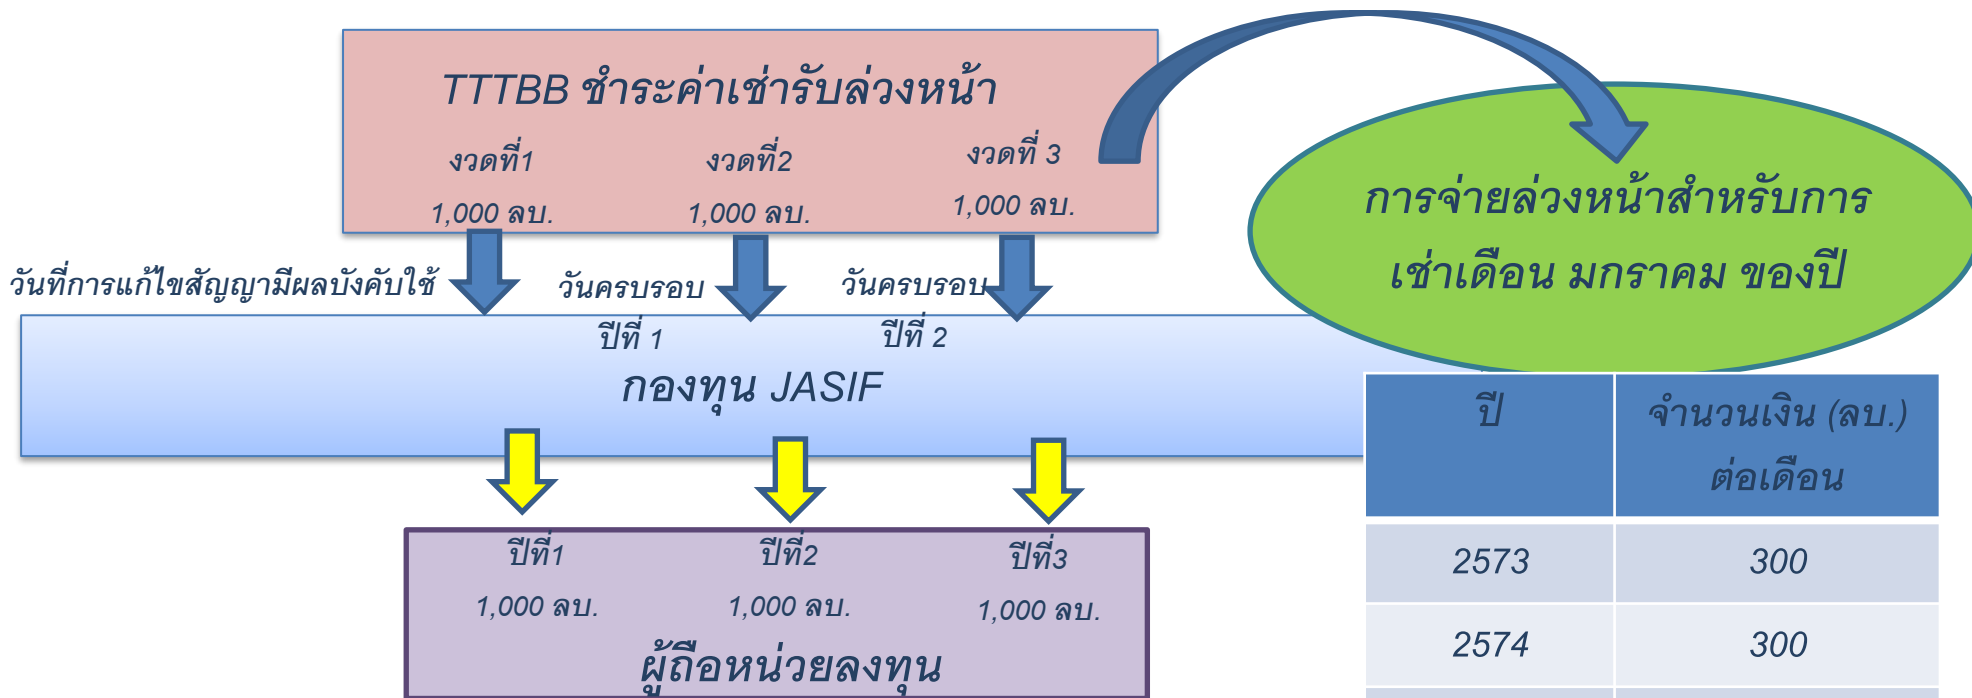 TTTBB ชำระค่าเช่ารับล่วงหน้า
งวดที่1 งวดที่2 งวดที่ 3
1,000 ลบ. 1,000 ลบ. 1,000 ลบ.
การจ่ายล่วงหน้าสำหรับการ
เช่าเดือน มกราคม ของปี
วันที่การแก้ไขสัญญามีผลบังคับใช้ วันครบรอบ วันครบรอบ
ปีที่ 1 ปีที่ 2
กองทุน JASIF
ปี จำนวนเงิน (ลบ.)
ต่อเดือน
2573 300
2574 300
ปีที่1 ปีที่2 ปีที่3
1,000 ลบ. 1,000 ลบ. 1,000 ลบ.
ผู้ถือหน่วยลงทุน